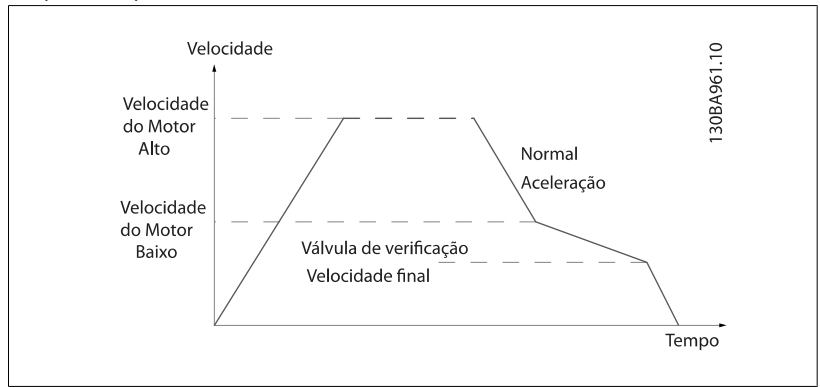 Velocidade
Velocidade
do Motor
Alto
130BA961.10
Normal
Aceleração
Velocidade
do Motor
Baixo
Válvula de verificação
Velocidade final
Tempo